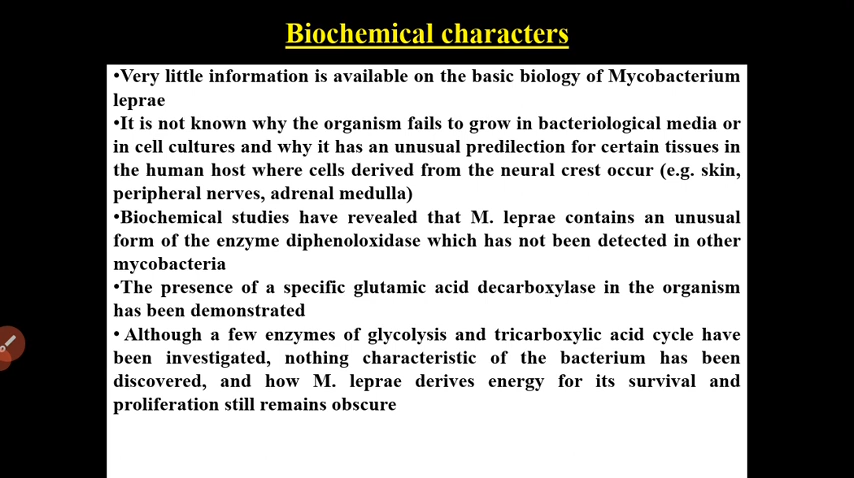 Biochemical characters
•Very little information is available on the basic biology of Mycobacterium
leprae
•It is not known why the organism fails to grow in bacteriological media or
in cell cultures and why it has an unusual predilection for certain tissues in
the human host where cells derived from the neural crest occur (e.g. skin,
peripheral nerves, adrenal medulla)
•Biochemical studies have revealed that M. leprae contains an unusual
form of the enzyme diphenoloxidase which has not been detected in other
mycobacteria
•The presence of a specific glutamic acid decarboxylase in the organism
has been demonstrated
• Although a few enzymes of glycolysis and tricarboxylic acid cycle have
been investigated, nothing characteristic of the bacterium has been
discovered, and how M. leprae derives energy for its survival and
proliferation still remains obscure